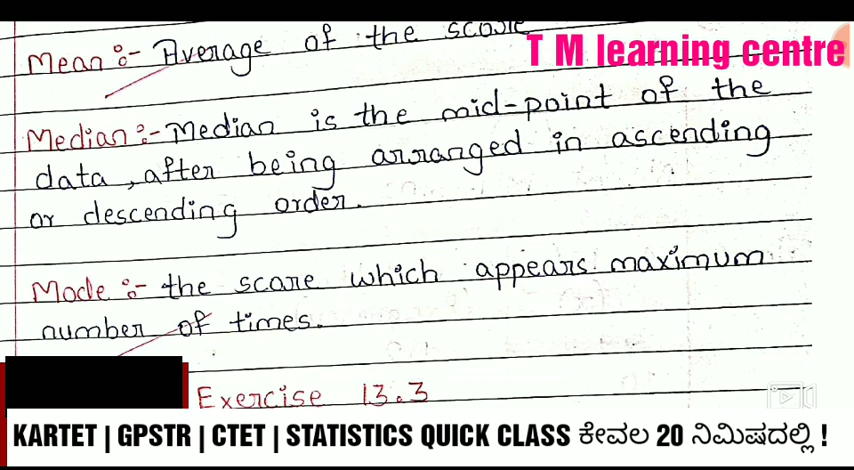 Mean :- Average of the score
T M learning centre
Median :- Median is the mid-point of the
data, after being arranged in ascending
or descending order.
Mode :- the score which appears maximum
number of times.
Exercise 13.3
KARTET | GPSTR | CTET | STATISTICS QUICK CLASS ಕೇವಲ 20 ನಿಮಿಷದಲ್ಲಿ !